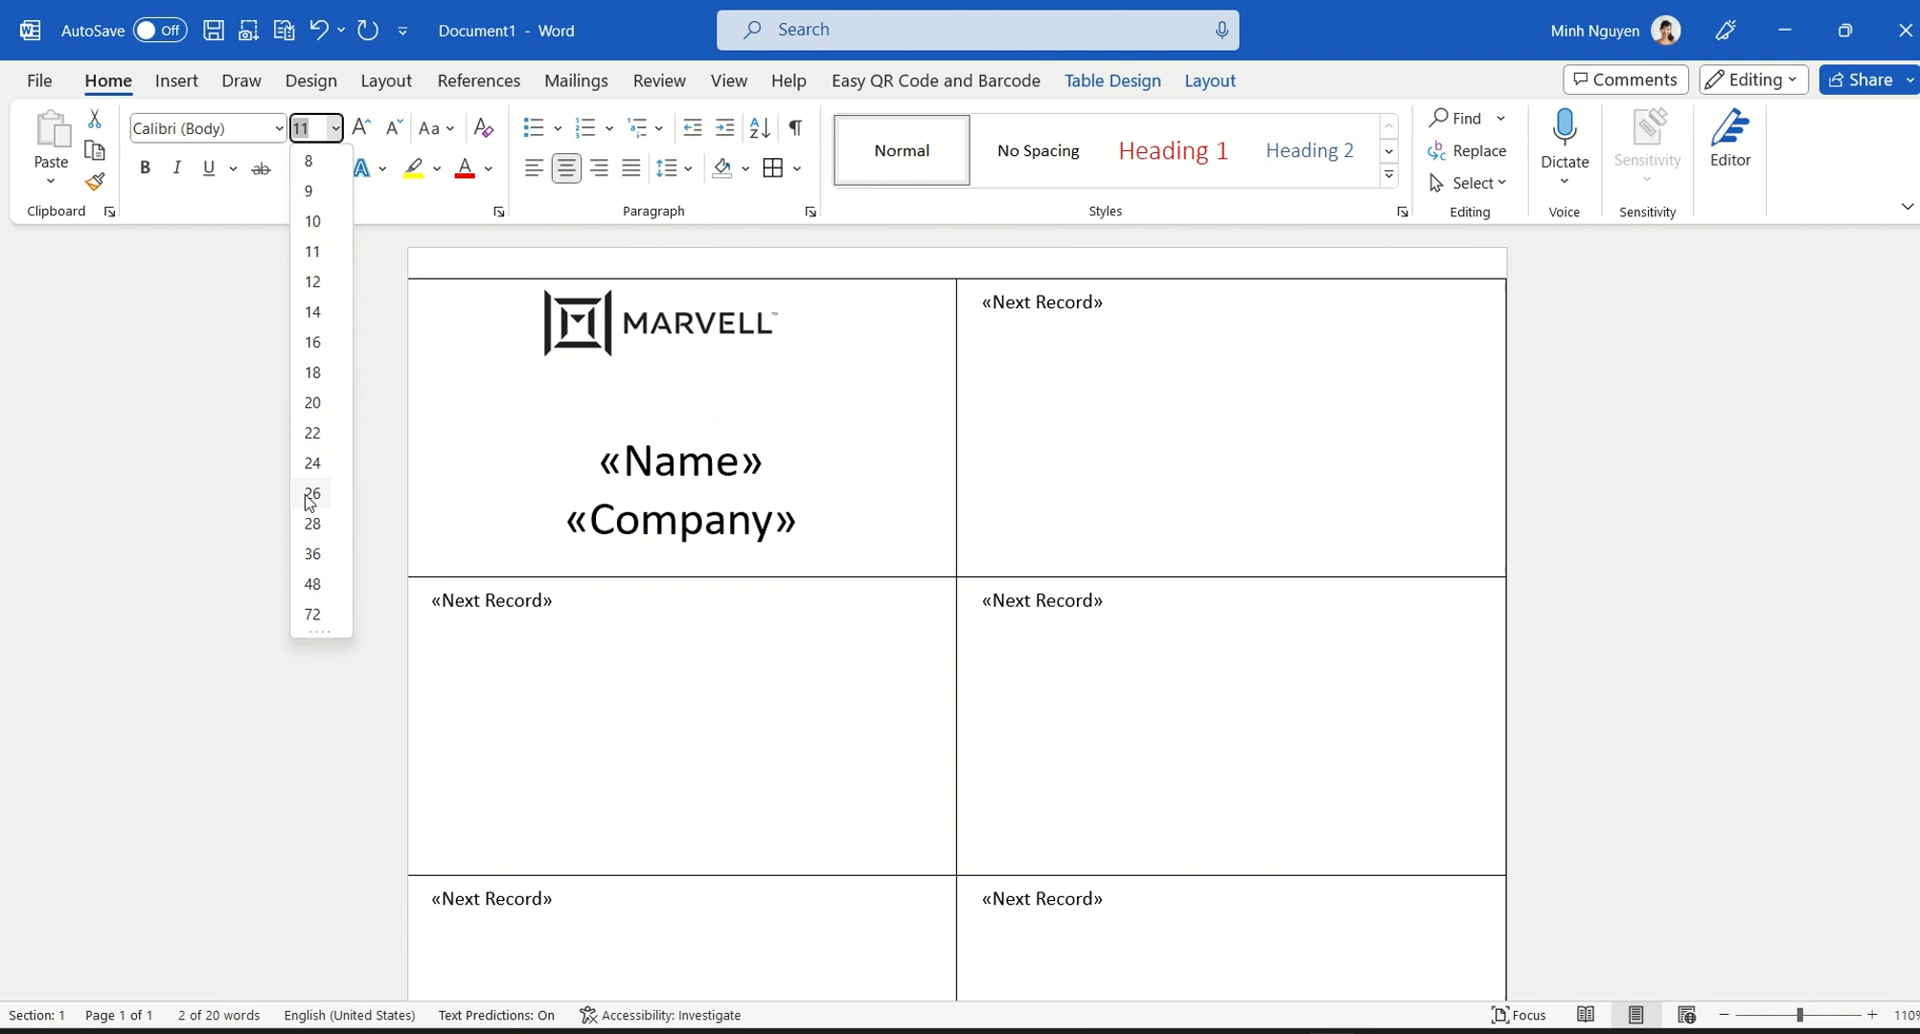 AutoSave Off Document1 - Word Search Minh Nguyen
File Home Insert Draw Design Layout References Mailings Review View Help Easy QR Code and Barcode Table Design Layout Comments Editing Share
Paste
Clipboard
Calibri (Body) 11
Aa
B I U ab A A
8
9
10
11
12
14
16
18
20
22
24
26
28
36
48
72
Paragraph
Normal No Spacing Heading 1 Heading 2
Styles
Find
Replace
Select
Editing
Dictate
Voice
Sensitivity
Sensitivity
Editor
MARVELL™
«Name»
«Company»
«Next Record»
«Next Record»
«Next Record»
«Next Record»
«Next Record»
Section: 1 Page 1 of 1 2 of 20 words English (United States) Text Predictions: On Accessibility: Investigate Focus 110%